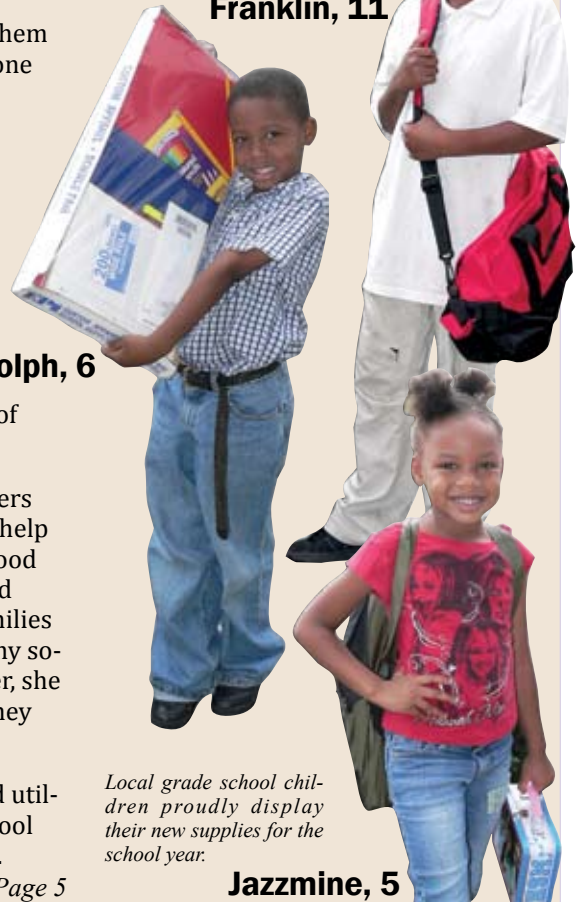 Franklin, 11
hem
one
olph, 6
of
ers
help
ood
d
nilies
ny so-
er, she
hey
d util-
ool
.
Page 5
Local grade school chil-
dren proudly display
their new supplies for the
school year.
Jazzmine, 5
200